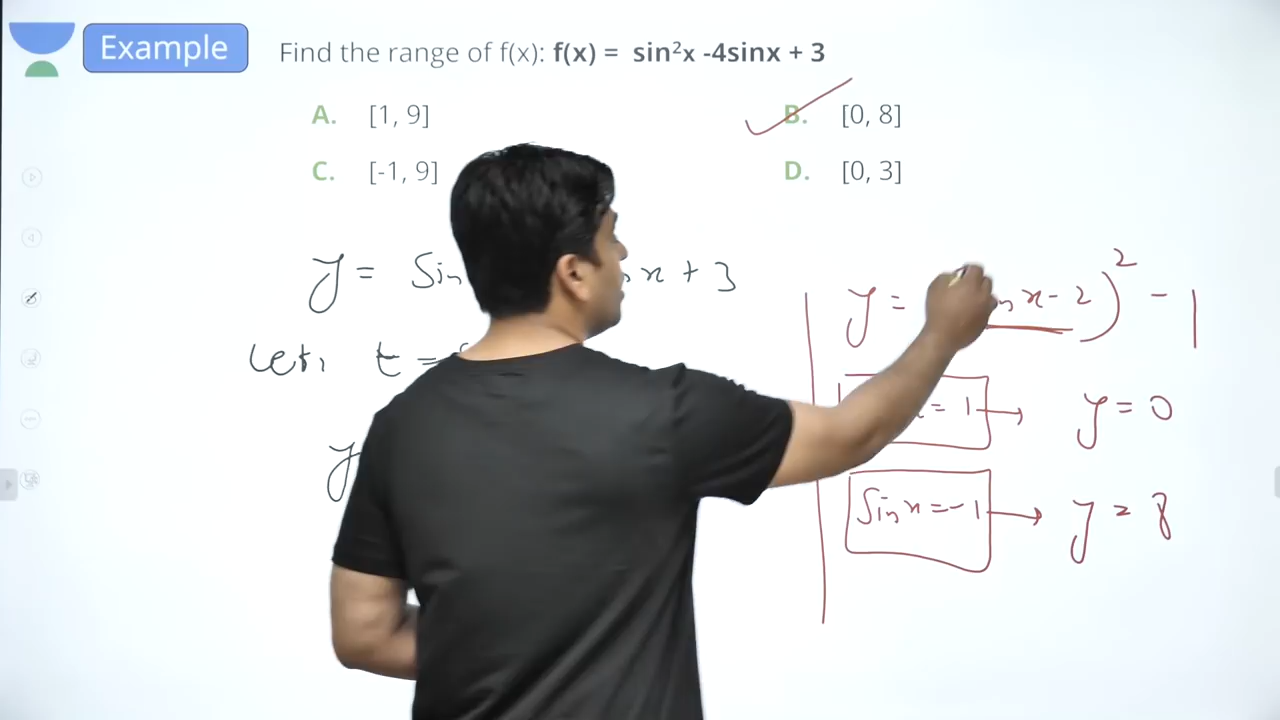 Example
Find the range of f(x): f(x) = sin²x -4sinx + 3
A. [1, 9]
B. [0, 8]
C. [-1, 9]
D. [0, 3]
y = Sin x + 3
Let: t =
y
y = x - 2)² - 1
= 1 → y = 0
Sin x = -1 → y = 8